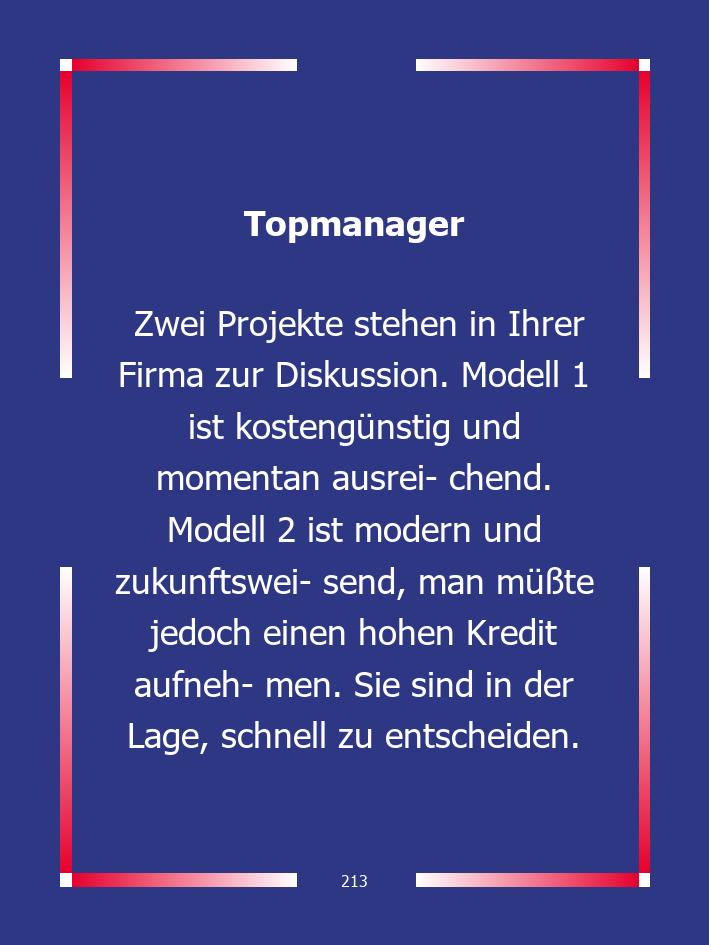 Topmanager
Zwei Projekte stehen in Ihrer
Firma zur Diskussion. Modell 1
ist kostengünstig und
momentan ausrei- chend.
Modell 2 ist modern und
zukunftswei- send, man müßte
jedoch einen hohen Kredit
aufneh- men. Sie sind in der
Lage, schnell zu entscheiden.
213